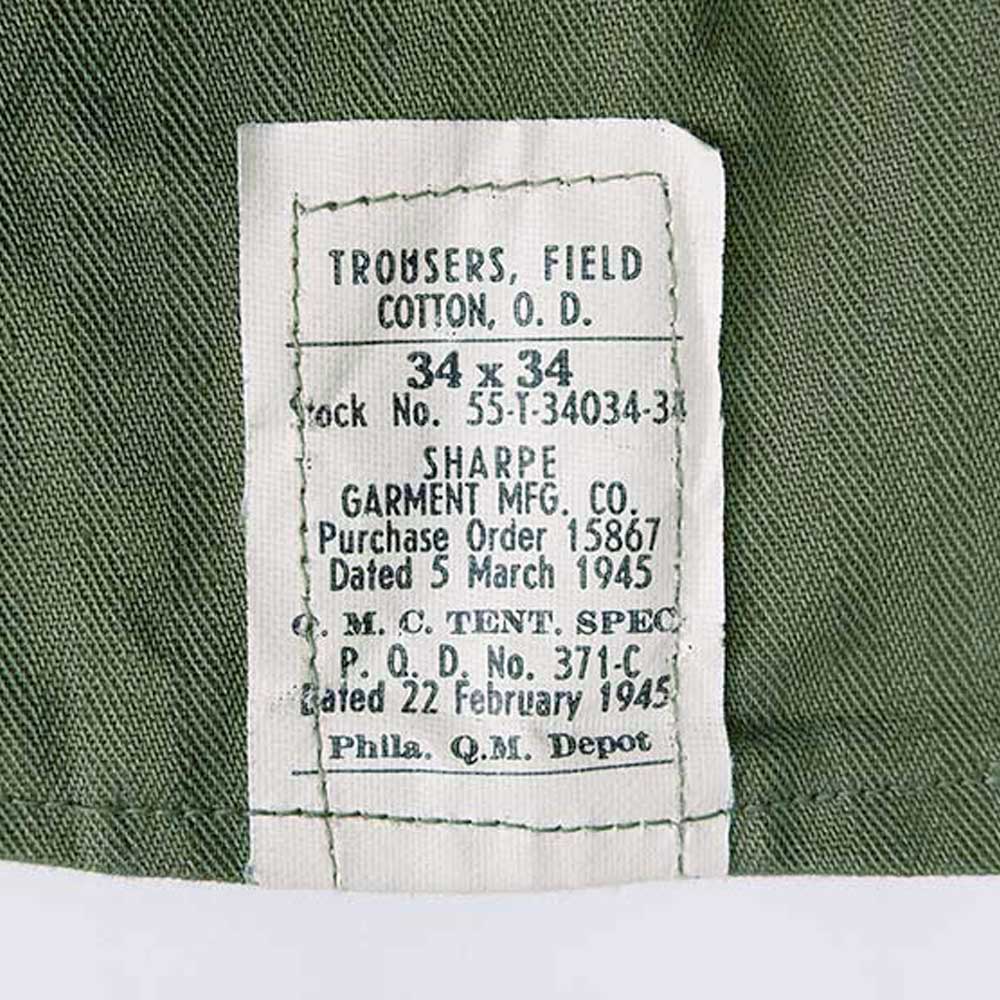 TROUSERS, FIELD
COTTON, O. D.
34 x 34
Stock No. 55-T-34034-34
SHARPE
GARMENT MFG. CO.
Purchase Order 15867
Dated 5 March 1945
Q. M. C. TENT. SPEC.
P. Q. D. No. 371-C
Dated 22 February 1945
Phila. Q.M. Depot